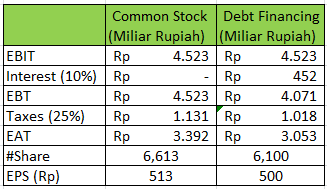 Common Stock Debt Financing
(Miliar Rupiah) (Miliar Rupiah)
EBIT Rp 4.523 Rp 4.523
Interest (10%) Rp - Rp 452
EBT Rp 4.523 Rp 4.071
Taxes (25%) Rp 1.131 Rp 1.018
EAT Rp 3.392 Rp 3.053
#Share 6,613 6,100
EPS (Rp) 513 500